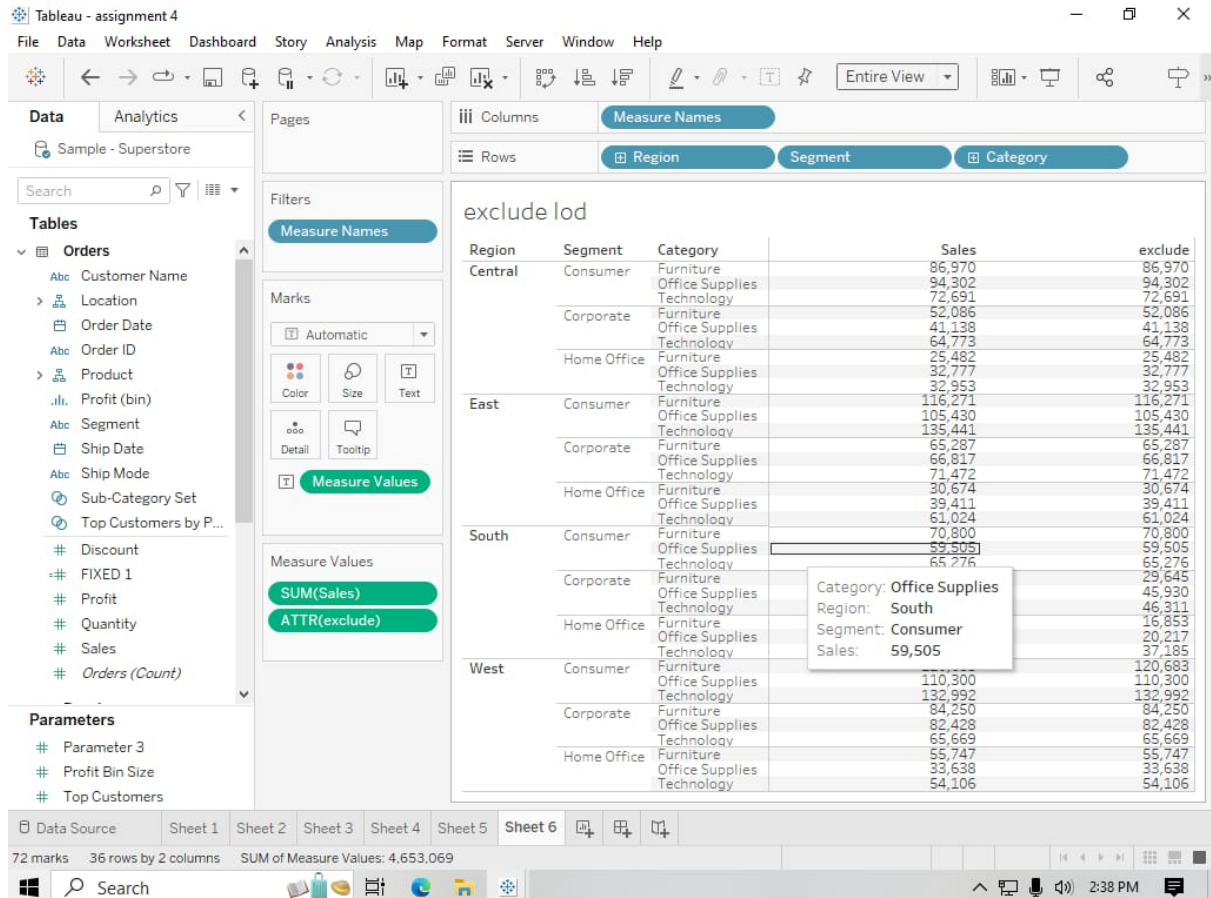 Tableau - assignment 4
File Data Worksheet Dashboard Story Analysis Map Format Server Window Help
Entire View
Data Analytics
Sample - Superstore
Search
Tables
Orders
Abc Customer Name
Location
Order Date
Abc Order ID
Product
Profit (bin)
Abc Segment
Ship Date
Abc Ship Mode
Sub-Category Set
Top Customers by P...
# Discount
=# FIXED 1
# Profit
# Quantity
# Sales
# Orders (Count)
Parameters
# Parameter 3
# Profit Bin Size
# Top Customers
Pages
Filters
Measure Names
Marks
T Automatic
Color Size Text
Detail Tooltip
T Measure Values
Measure Values
SUM(Sales)
ATTR(exclude)
iii Columns Measure Names
Rows Region Segment Category
exclude lod
Region Segment Category Sales exclude
Central Consumer Furniture 86,970 86,970
Office Supplies 94,302 94,302
Technology 72,691 72,691
Corporate Furniture 52,086 52,086
Office Supplies 41,138 41,138
Technology 64,773 64,773
Home Office Furniture 25,482 25,482
Office Supplies 32,777 32,777
Technology 32,953 32,953
East Consumer Furniture 116,271 116,271
Office Supplies 105,430 105,430
Technology 135,441 135,441
Corporate Furniture 65,287 65,287
Office Supplies 66,817 66,817
Technology 71,472 71,472
Home Office Furniture 30,674 30,674
Office Supplies 39,411 39,411
Technology 61,024 61,024
South Consumer Furniture 70,800 70,800
Office Supplies 59,505 59,505
Technology 65,276 65,276
Corporate Furniture 29,645
Office Supplies 45,930
Technology 46,311
Home Office Furniture 16,853
Office Supplies 20,217
Technology 37,185
West Consumer Furniture 120,683
Office Supplies 110,300 110,300
Technology 132,992 132,992
Corporate Furniture 84,250 84,250
Office Supplies 82,428 82,428
Technology 65,669 65,669
Home Office Furniture 55,747 55,747
Office Supplies 33,638 33,638
Technology 54,106 54,106
Category: Office Supplies
Region: South
Segment: Consumer
Sales: 59,505
Data Source Sheet 1 Sheet 2 Sheet 3 Sheet 4 Sheet 5 Sheet 6
72 marks 36 rows by 2 columns SUM of Measure Values: 4,653,069
Search 2:38 PM